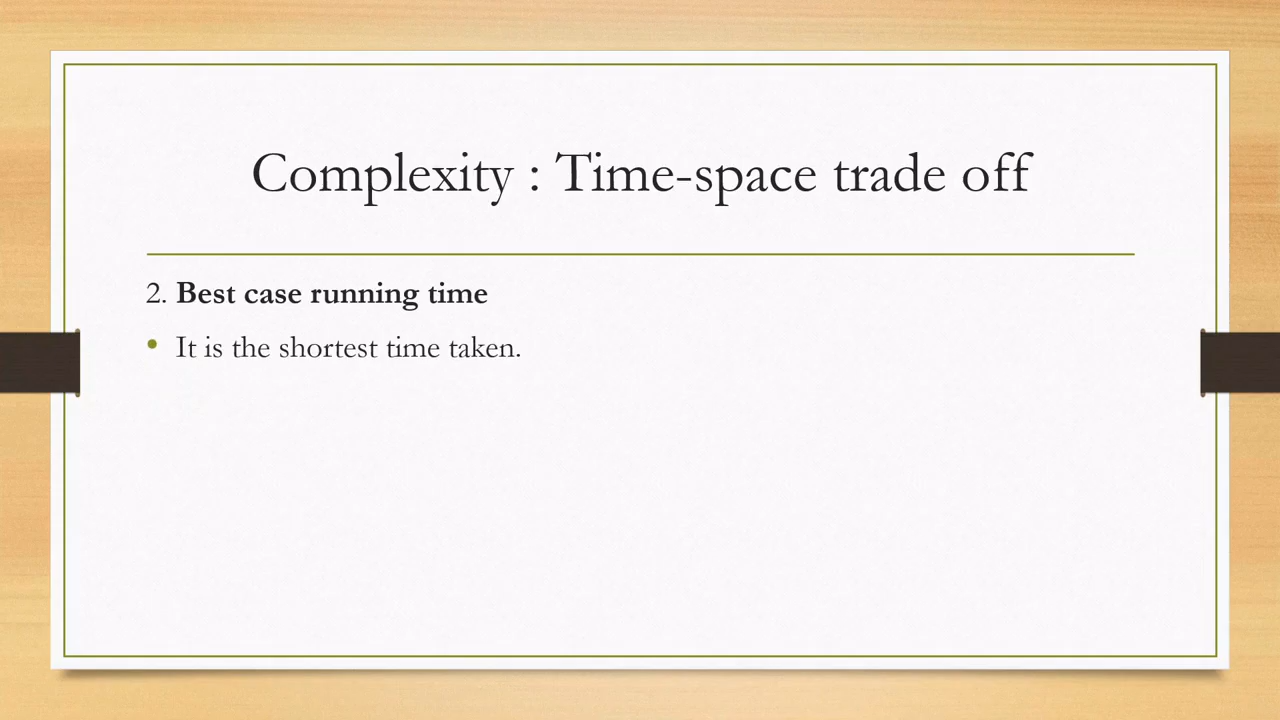 Complexity : Time-space trade off
2. Best case running time
• It is the shortest time taken.